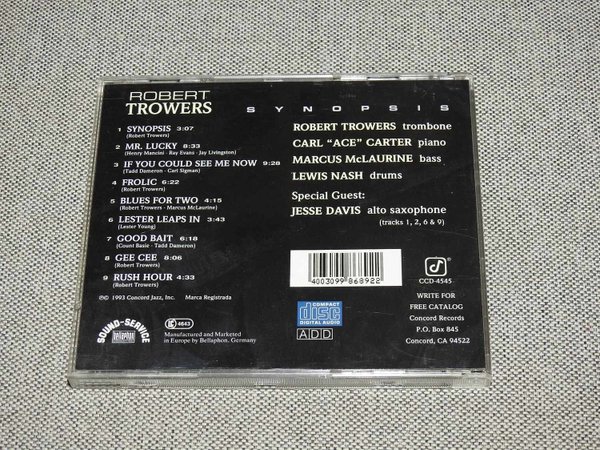 ROBERT
TROWERS
SYNOPSIS
1 SYNOPSIS 3:07
(Robert Trowers)
2 MR. LUCKY 8:33
(Henry Mancini · Ray Evans · Jay Livingston)
3 IF YOU COULD SEE ME NOW 9:28
(Tadd Dameron · Carl Sigman)
4 FROLIC 6:22
(Robert Trowers)
5 BLUES FOR TWO 4:15
(Robert Trowers · Marcus McLaurine)
6 LESTER LEAPS IN 3:43
(Lester Young)
7 GOOD BAIT 6:18
(Count Basie · Tadd Dameron)
8 GEE CEE 8:06
(Robert Trowers)
9 RUSH HOUR 4:33
(Robert Trowers)
℗© 1993 Concord Jazz, Inc. Marca Registrada
ROBERT TROWERS trombone
CARL "ACE" CARTER piano
MARCUS McLAURINE bass
LEWIS NASH drums
Special Guest:
JESSE DAVIS alto saxophone
(tracks 1, 2, 6 & 9)
4003099 868922
CCD-4545
WRITE FOR
FREE CATALOG
Concord Records
P.O. Box 845
Concord, CA 94522
COMPACT
disc
DIGITAL AUDIO
ADD
SOUND-SERVICE
bellaphon
4643
Manufactured and Marketed
in Europe by Bellaphon. Germany